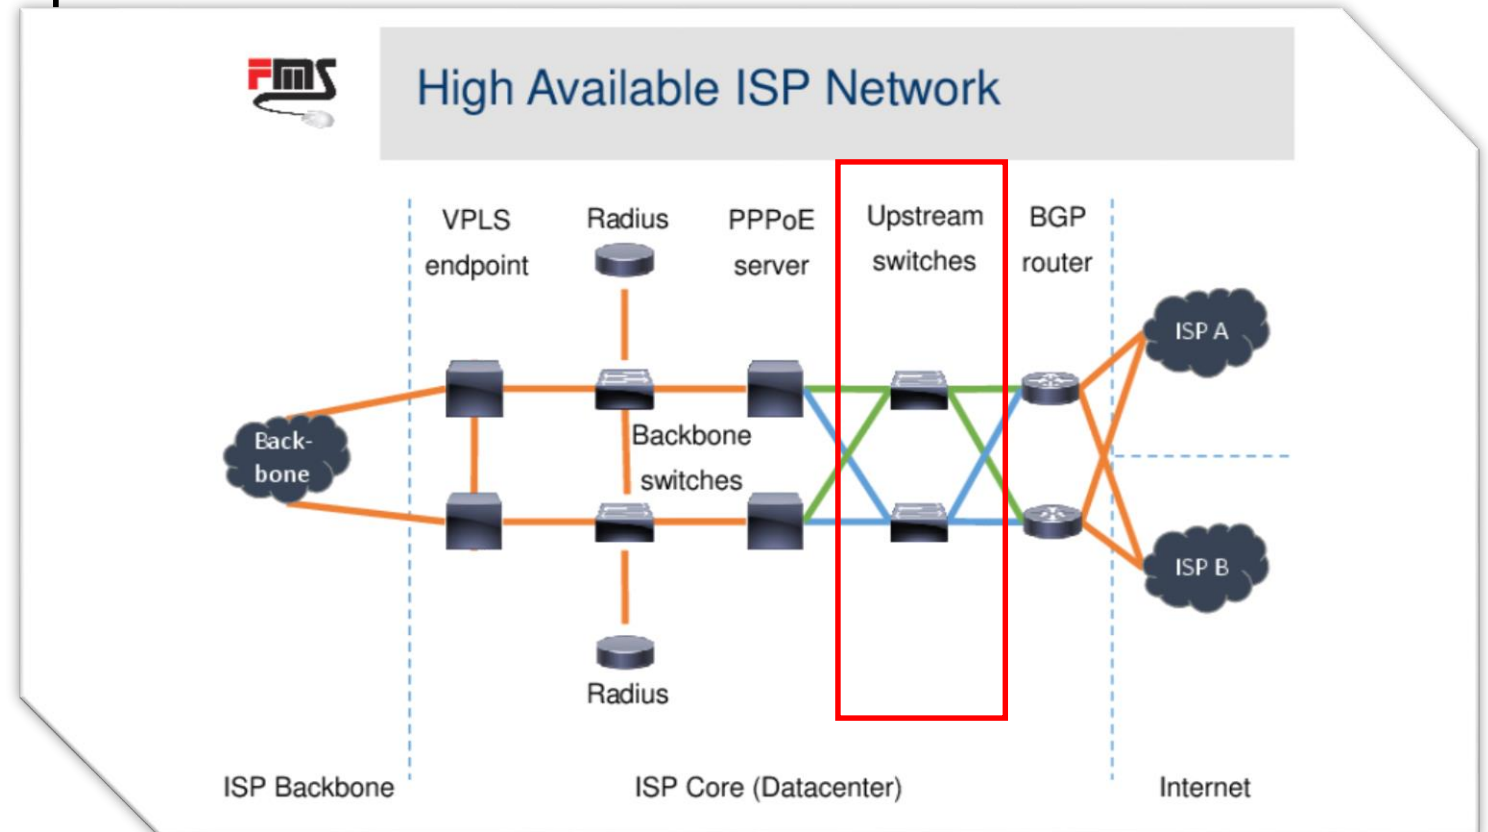 FMS
High Available ISP Network
VPLS
endpoint
Radius
PPPoE
server
Upstream
switches
BGP
router
ISP A
Back-
bone
Backbone
switches
ISP B
Radius
ISP Backbone
ISP Core (Datacenter)
Internet